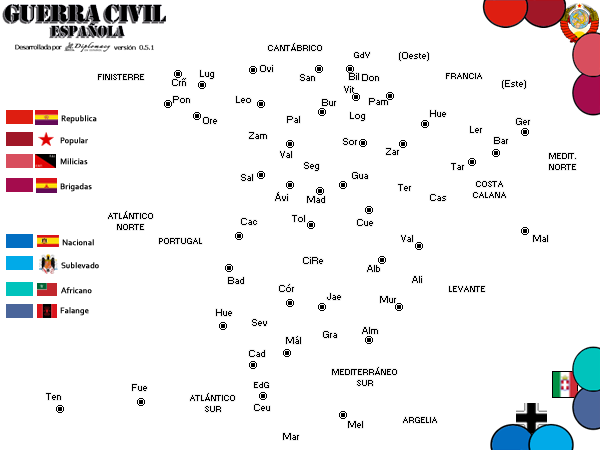 GUERRA CIVIL
ESPAÑOLA
Desarrollada por Diplomacy versión 0.5.1
CANTÁBRICO
GdV
(Oeste)
FINISTERRE
Crñ
Lug
Ovi
San
Bil
Don
FRANCIA
(Este)
Pon
Ore
Leo
Vit
Pam
Bur
Log
Pal
Hue
Ler
Ger
República
Popular
Milicias
Brigadas
Zam
Val
Sor
Zar
Bar
Tar
MEDIT.
NORTE
Sal
Seg
Gua
Ávi
Mad
Ter
Cas
COSTA
CALANA
ATLÁNTICO
NORTE
PORTUGAL
Cac
Tol
Cue
Val
Mal
Nacional
Sublevado
Africano
Falange
Bad
CiRe
Alb
Ali
LEVANTE
Cór
Jae
Mur
Hue
Sev
Gra
Alm
Mál
Cad
MEDITERRÁNEO
SUR
Ten
Fue
ATLÁNTICO
SUR
EdG
Ceu
Mel
ARGELIA
Mar